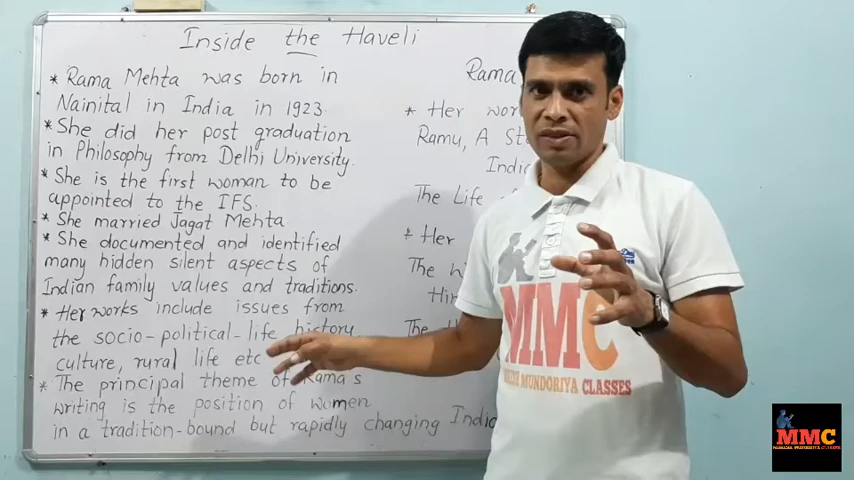 Inside the Haveli
* Rama Mehta was born in
Nainital in India in 1923.
* She did her post graduation
in Philosophy from Delhi University.
* She is the first woman to be
appointed to the IFS.
* She married Jagat Mehta.
* She documented and identified
many hidden silent aspects of
Indian family values and traditions.
* Her works include issues from
the socio-political-life, history
culture, rural life etc
* The principal theme of Rama's
writing is the position of women
in a tradition-bound but rapidly changing
Rama
* Her
Ramu, A
The Life
* Her
The
The
MMC
CLASSES
MMC